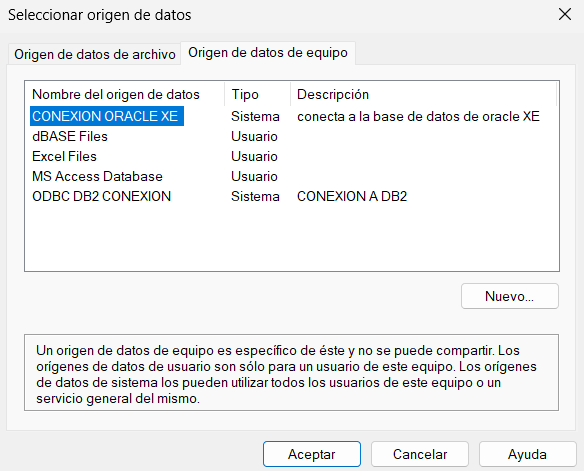 Seleccionar origen de datos
Origen de datos de archivo Origen de datos de equipo
Nombre del origen de datos Tipo Descripción
CONEXION ORACLE XE Sistema conecta a la base de datos de oracle XE
dBASE Files Usuario
Excel Files Usuario
MS Access Database Usuario
ODBC DB2 CONEXION Sistema CONEXION A DB2
Nuevo...
Un origen de datos de equipo es específico de éste y no se puede compartir. Los
orígenes de datos de usuario son sólo para un usuario de este equipo. Los orígenes
de datos de sistema los pueden utilizar todos los usuarios de este equipo o un
servicio general del mismo.
Aceptar Cancelar Ayuda